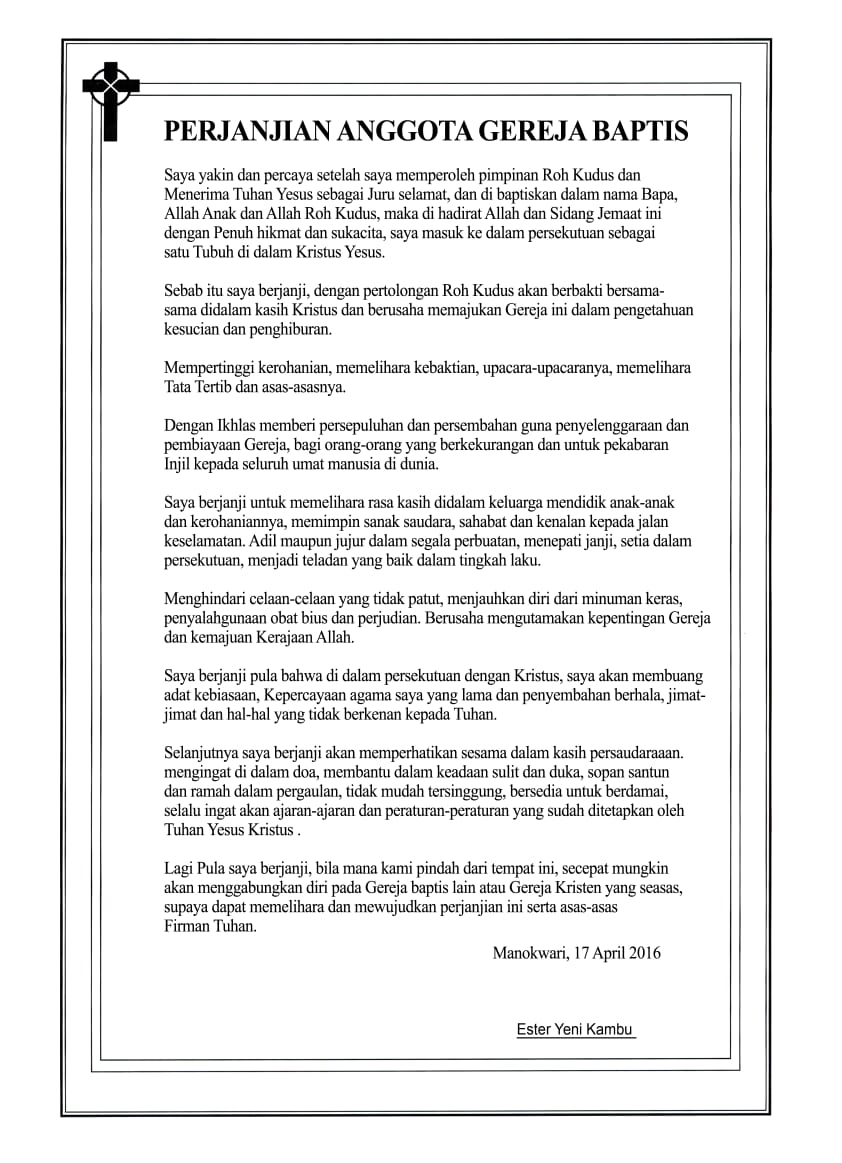 PERJANJIAN ANGGOTA GEREJA BAPTIS
Saya yakin dan percaya setelah saya memperoleh pimpinan Roh Kudus dan
Menerima Tuhan Yesus sebagai Juru selamat, dan di baptiskan dalam nama Bapa,
Allah Anak dan Allah Roh Kudus, maka di hadirat Allah dan Sidang Jemaat ini
dengan Penuh hikmat dan sukacita, saya masuk ke dalam persekutuan sebagai
satu Tubuh di dalam Kristus Yesus.
Sebab itu saya berjanji, dengan pertolongan Roh Kudus akan berbakti bersama-
sama didalam kasih Kristus dan berusaha memajukan Gereja ini dalam pengetahuan
kesucian dan penghiburan.
Mempertinggi kerohanian, memelihara kebaktian, upacara-upacaranya, memelihara
Tata Tertib dan asas-asasnya.
Dengan Ikhlas memberi persepuluhan dan persembahan guna penyelenggaraan dan
pembiayaan Gereja, bagi orang-orang yang berkekurangan dan untuk pekabaran
Injil kepada seluruh umat manusia di dunia.
Saya berjanji untuk memelihara rasa kasih didalam keluarga mendidik anak-anak
dan kerohaniannya, memimpin sanak saudara, sahabat dan kenalan kepada jalan
keselamatan. Adil maupun jujur dalam segala perbuatan, menepati janji, setia dalam
persekutuan, menjadi teladan yang baik dalam tingkah laku.
Menghindari celaan-celaan yang tidak patut, menjauhkan diri dari minuman keras,
penyalahgunaan obat bius dan perjudian. Berusaha mengutamakan kepentingan Gereja
dan kemajuan Kerajaan Allah.
Saya berjanji pula bahwa di dalam persekutuan dengan Kristus, saya akan membuang
adat kebiasaan, Kepercayaan agama saya yang lama dan penyembahan berhala, jimat-
jimat dan hal-hal yang tidak berkenan kepada Tuhan.
Selanjutnya saya berjanji akan memperhatikan sesama dalam kasih persaudaraaan.
mengingat di dalam doa, membantu dalam keadaan sulit dan duka, sopan santun
dan ramah dalam pergaulan, tidak mudah tersinggung, bersedia untuk berdamai,
selalu ingat akan ajaran-ajaran dan peraturan-peraturan yang sudah ditetapkan oleh
Tuhan Yesus Kristus .
Lagi Pula saya berjanji, bila mana kami pindah dari tempat ini, secepat mungkin
akan menggabungkan diri pada Gereja baptis lain atau Gereja Kristen yang seasas,
supaya dapat memelihara dan mewujudkan perjanjian ini serta asas-asas
Firman Tuhan.
Manokwari, 17 April 2016
Ester Yeni Kambu